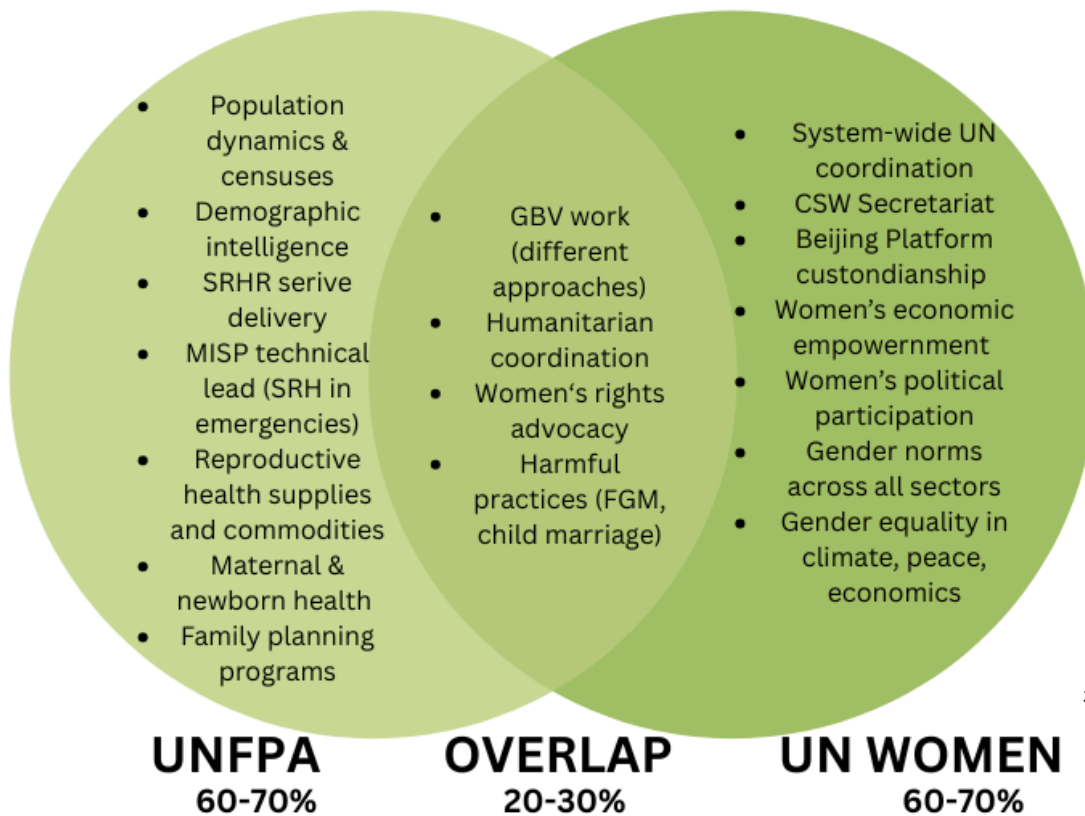 • Population
dynamics &
censuses
• Demographic
intelligence
• SRHR serive
delivery
• MISP technical
lead (SRH in
emergencies)
• Reproductive
health supplies
and commodities
• Maternal &
newborn health
• Family planning
programs
• GBV work
(different
approaches)
• Humanitarian
coordination
• Women‘s rights
advocacy
• Harmful
practices (FGM,
child marriage)
• System-wide UN
coordination
• CSW Secretariat
• Beijing Platform
custondianship
• Women’s economic
empowernment
• Women’s political
participation
• Gender norms
across all sectors
• Gender equality in
climate, peace,
economics
UNFPA
60-70%
OVERLAP
20-30%
UN WOMEN
60-70%